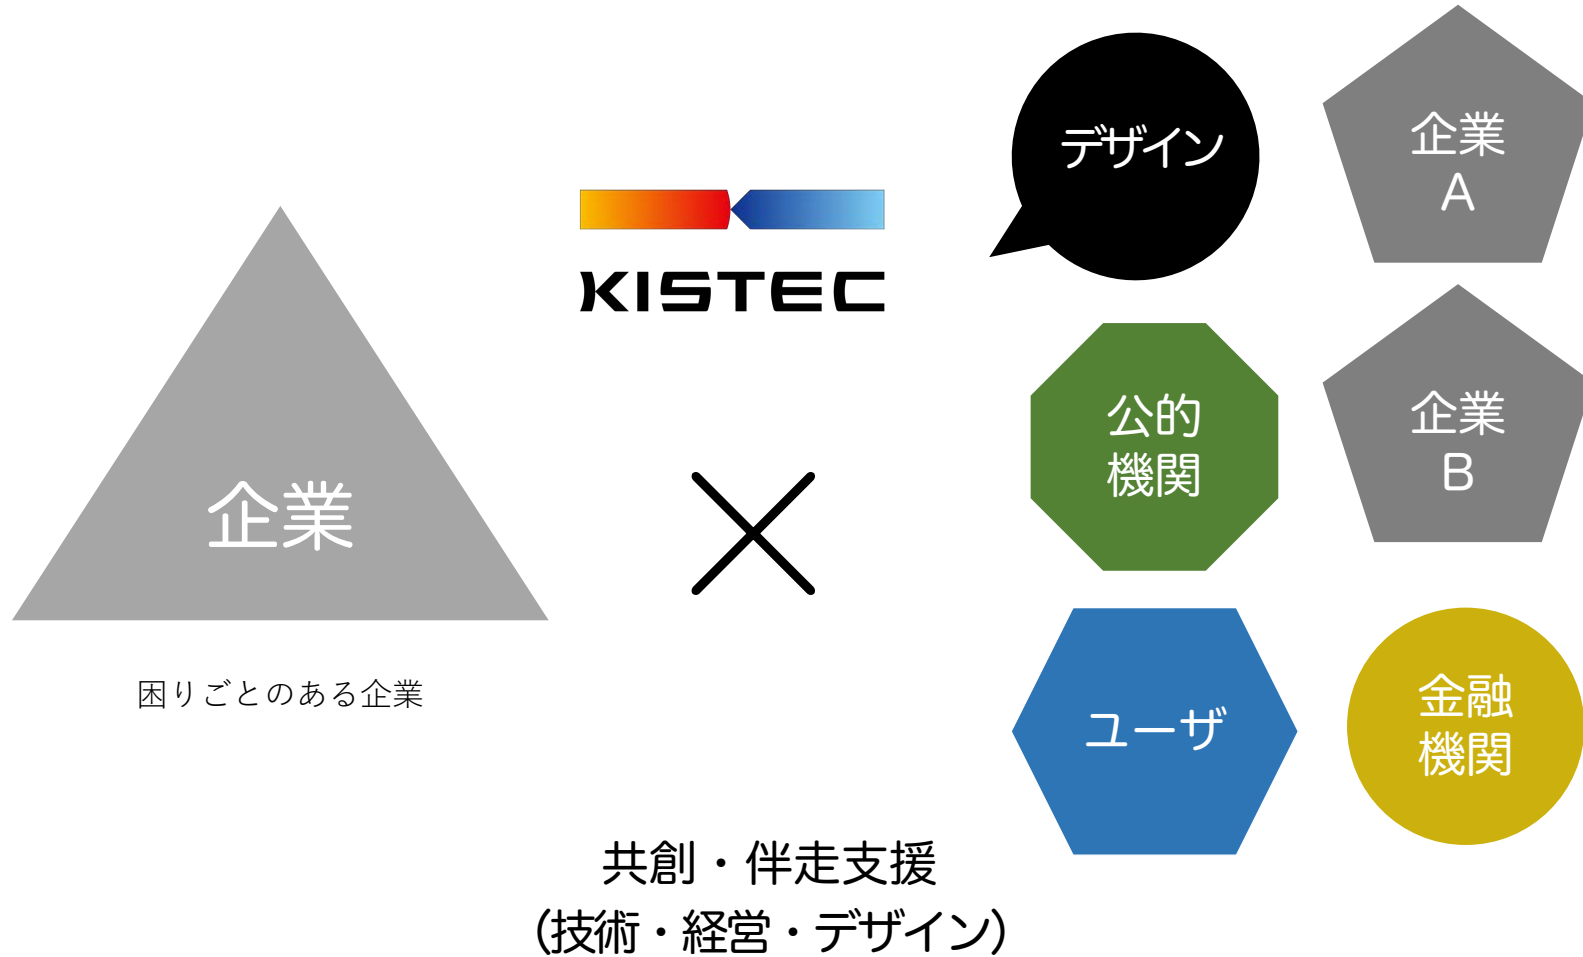 企業
困りごとのある企業
KISTEC
共創・伴走支援
(技術・経営・デザイン)
デザイン
企業
A
公的
機関
企業
B
ユーザ
金融
機関